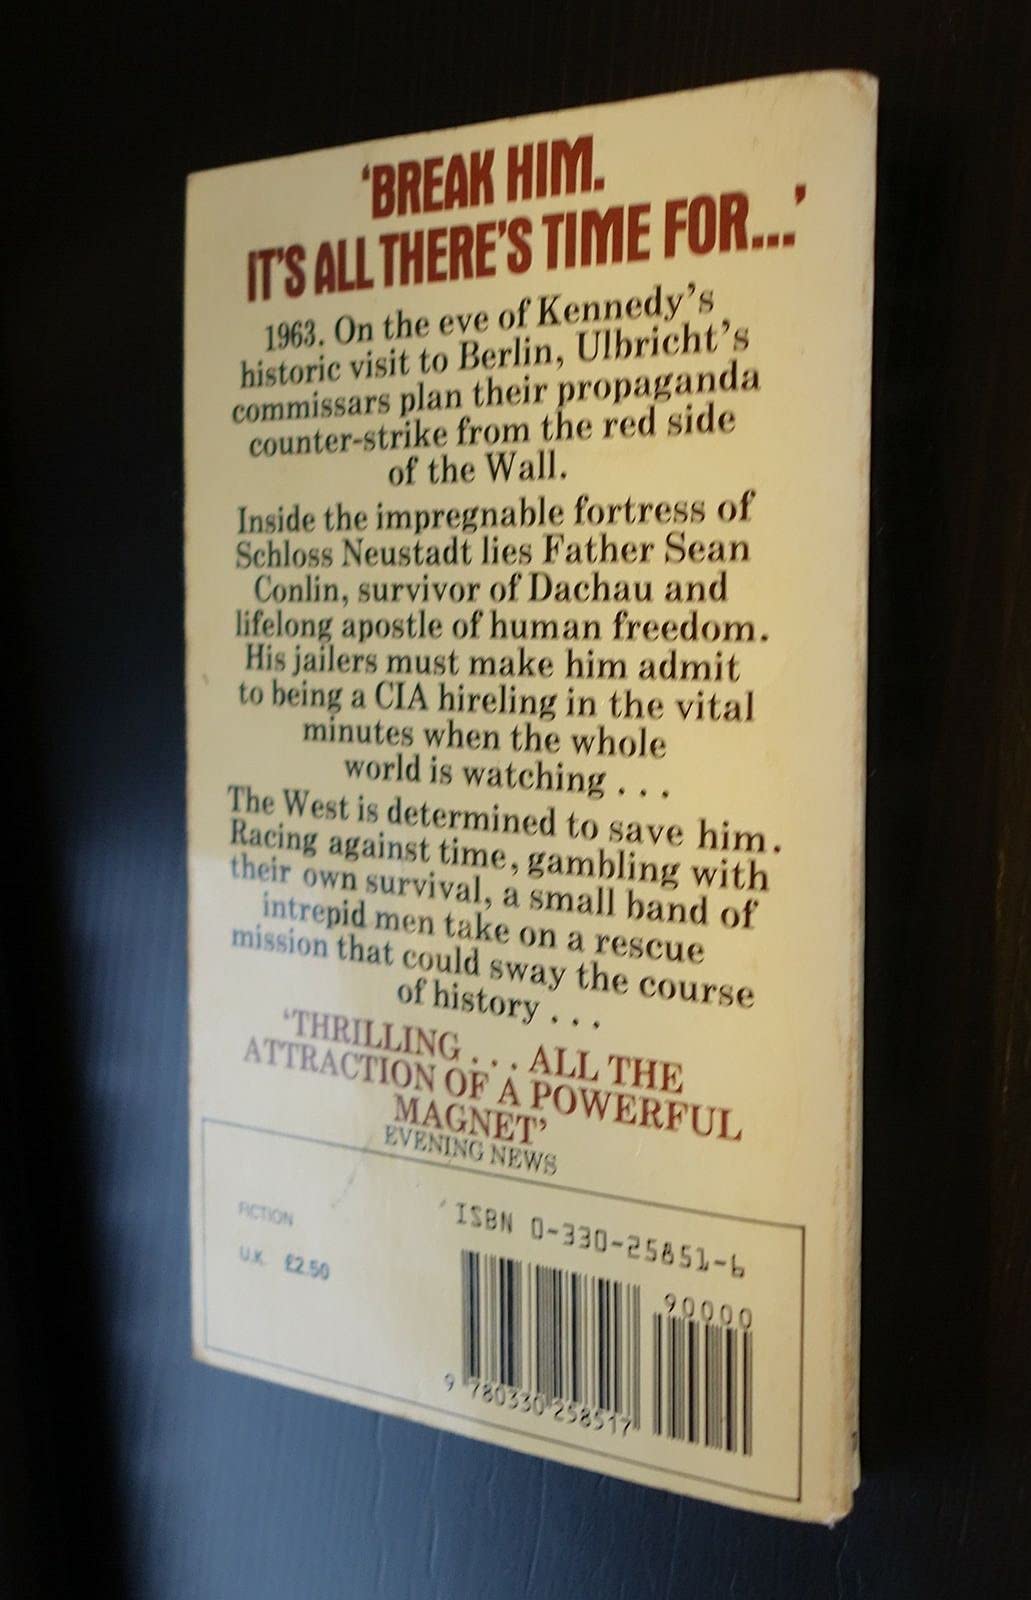 ‘BREAK HIM.
IT'S ALL THERE'S TIME FOR...’
1963. On the eve of Kennedy's
historic visit to Berlin, Ulbricht's
commissars plan their propaganda
counter-strike from the red side
of the Wall.
Inside the impregnable fortress of
Schloss Neustadt lies Father Sean
Conlin, survivor of Dachau and
lifelong apostle of human freedom.
His jailers must make him admit
to being a CIA hireling in the vital
minutes when the whole
world is watching . . .
The West is determined to save him.
Racing against time, gambling with
their own survival, a small band of
intrepid men take on a rescue
mission that could sway the course
of history . . .
‘THRILLING . . . ALL THE
ATTRACTION OF A POWERFUL
MAGNET’
EVENING NEWS
FICTION
U.K. £2.50
ISBN 0-330-25851-6
90000
9 780330 258517